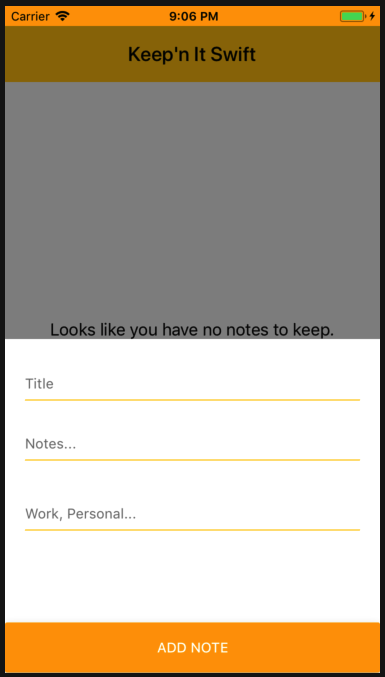 Carrier 9:06 PM
Keep'n It Swift
Looks like you have no notes to keep.
Title
Notes...
Work, Personal...
ADD NOTE